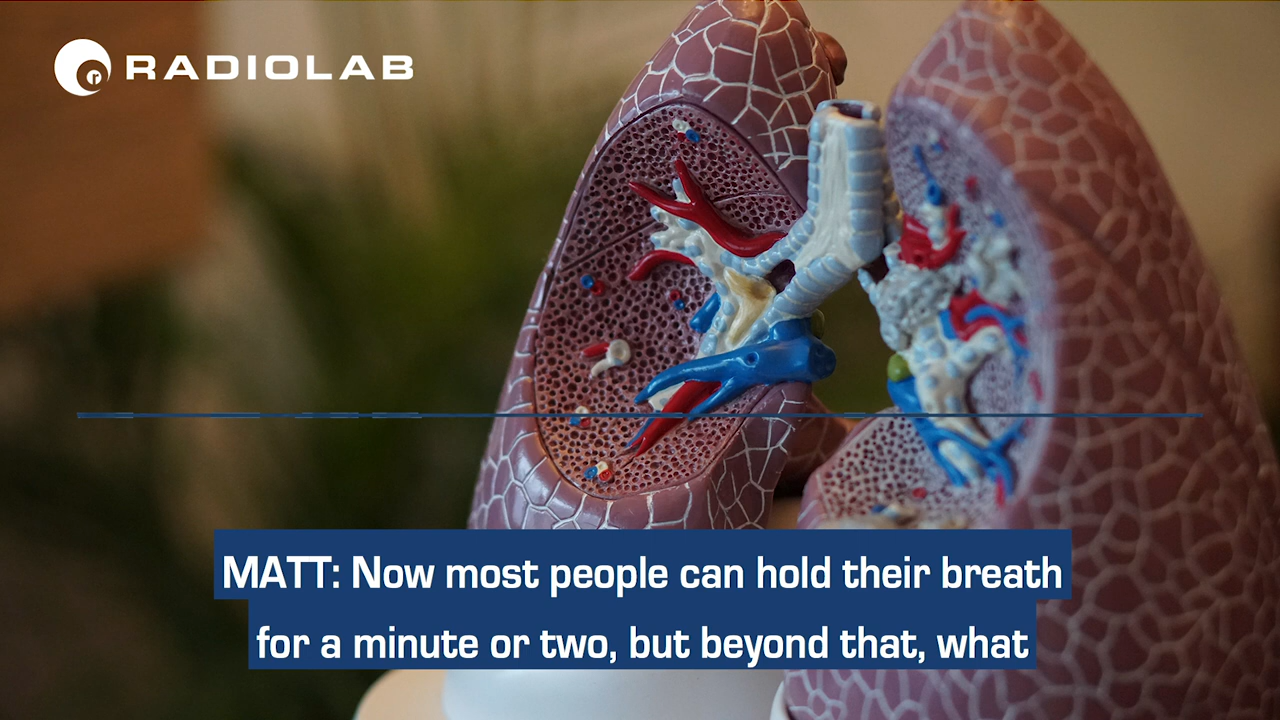 RADIOLAB
MATT: Now most people can hold their breath
for a minute or two, but beyond that, what